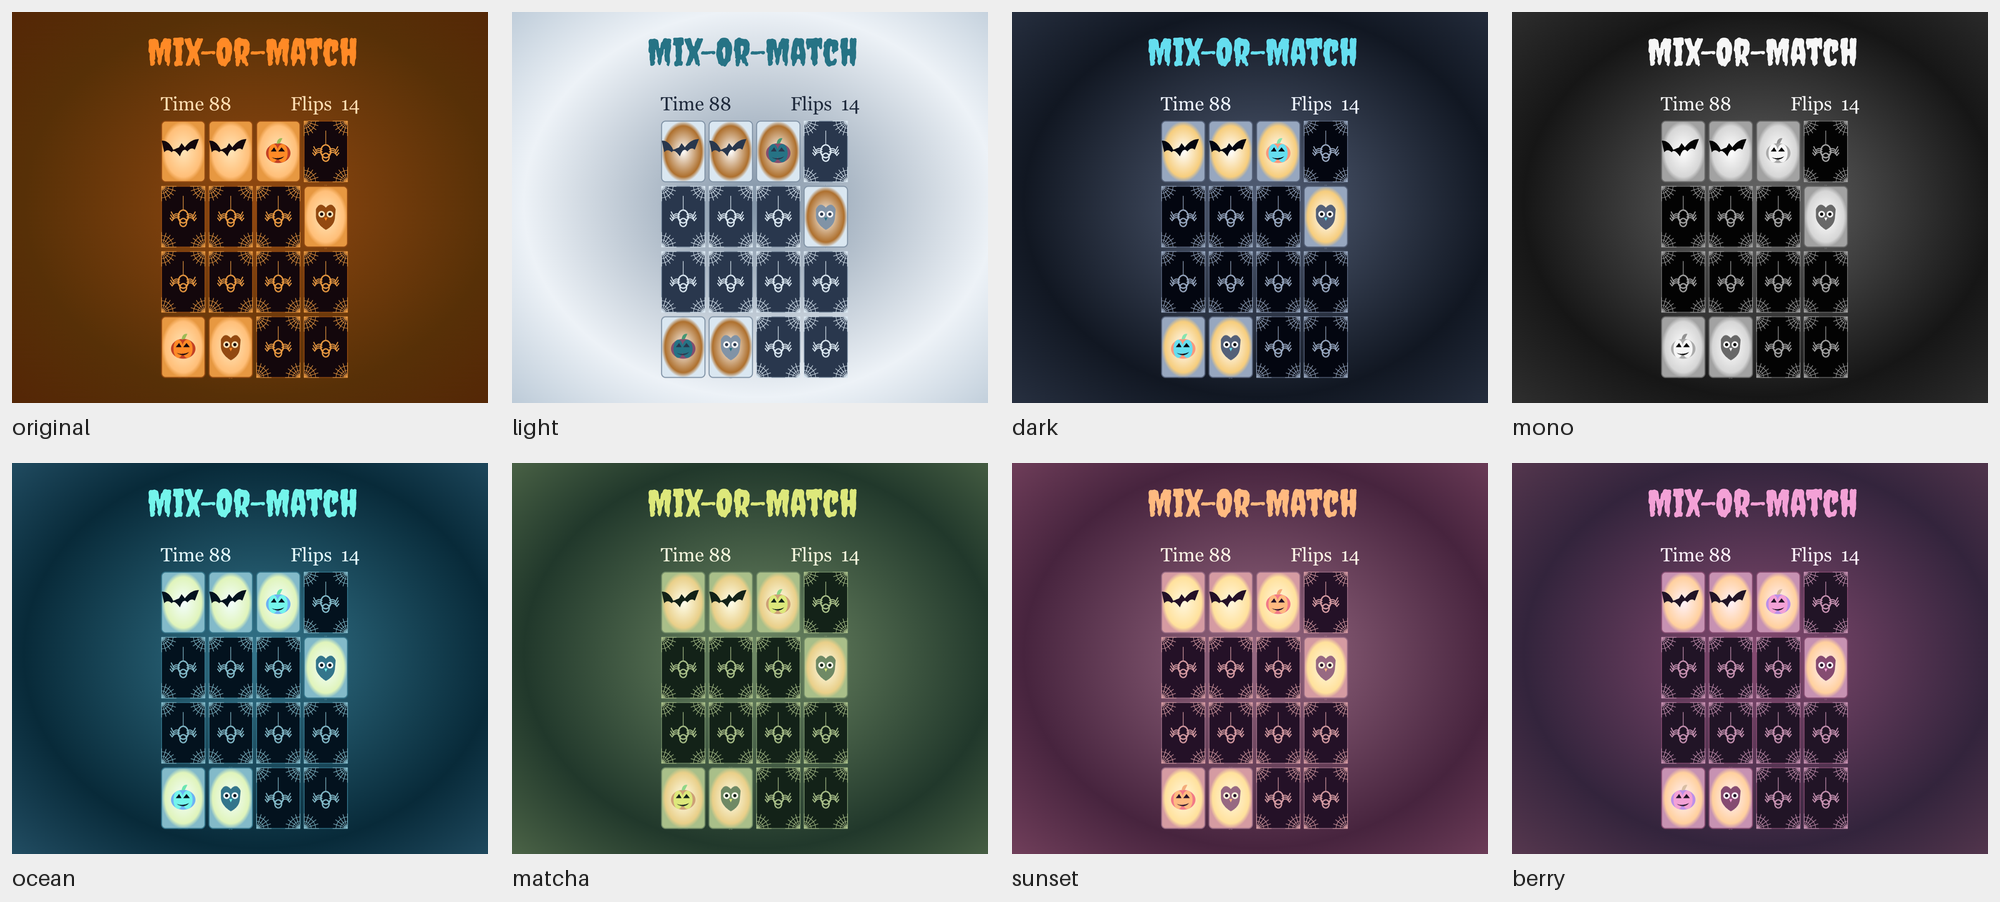 MIX-OR-MATCH
Time 88 Flips 14
original
MIX-OR-MATCH
Time 88 Flips 14
light
MIX-OR-MATCH
Time 88 Flips 14
dark
MIX-OR-MATCH
Time 88 Flips 14
mono
MIX-OR-MATCH
Time 88 Flips 14
ocean
MIX-OR-MATCH
Time 88 Flips 14
matcha
MIX-OR-MATCH
Time 88 Flips 14
sunset
MIX-OR-MATCH
Time 88 Flips 14
berry